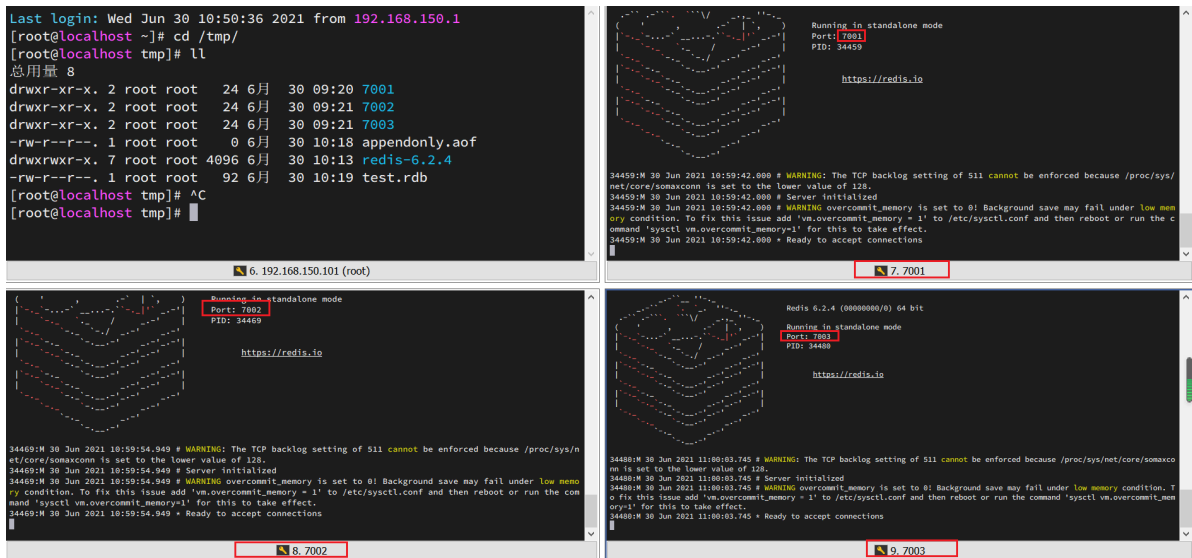 Last login: Wed Jun 30 10:50:36 2021 from 192.168.150.1
[root@localhost ~]# cd /tmp/
[root@localhost tmp]# ll
总用量 8
drwxr-xr-x. 2 root root   24 6月  30 09:20 7001
drwxr-xr-x. 2 root root   24 6月  30 09:21 7002
drwxr-xr-x. 2 root root   24 6月  30 09:21 7003
-rw-r--r--. 1 root root    0 6月  30 10:18 appendonly.aof
drwxrwxr-x. 7 root root 4096 6月  30 10:13 redis-6.2.4
-rw-r--r--. 1 root root   92 6月  30 10:19 test.rdb
[root@localhost tmp]# ^C
[root@localhost tmp]#
6. 192.168.150.101 (root)
Running in standalone mode
Port: 7001
PID: 34459
https://redis.io
34459:M 30 Jun 2021 10:59:42.000 # WARNING: The TCP backlog setting of 511 cannot be enforced because /proc/sys/
net/core/somaxconn is set to the lower value of 128.
34459:M 30 Jun 2021 10:59:42.000 # Server initialized
34459:M 30 Jun 2021 10:59:42.000 # WARNING overcommit_memory is set to 0! Background save may fail under low mem
ory condition. To fix this issue add 'vm.overcommit_memory = 1' to /etc/sysctl.conf and then reboot or run the c
ommand 'sysctl vm.overcommit_memory=1' for this to take effect.
34459:M 30 Jun 2021 10:59:42.000 * Ready to accept connections
7. 7001
Running in standalone mode
Port: 7002
PID: 34469
https://redis.io
34469:M 30 Jun 2021 10:59:54.949 # WARNING: The TCP backlog setting of 511 cannot be enforced because /proc/sys/n
et/core/somaxconn is set to the lower value of 128.
34469:M 30 Jun 2021 10:59:54.949 # Server initialized
34469:M 30 Jun 2021 10:59:54.949 # WARNING overcommit_memory is set to 0! Background save may fail under low memo
ry condition. To fix this issue add 'vm.overcommit_memory = 1' to /etc/sysctl.conf and then reboot or run the com
mand 'sysctl vm.overcommit_memory=1' for this to take effect.
34469:M 30 Jun 2021 10:59:54.949 * Ready to accept connections
8. 7002
Redis 6.2.4 (00000000/0) 64 bit
Running in standalone mode
Port: 7003
PID: 34480
https://redis.io
34480:M 30 Jun 2021 11:00:03.745 # WARNING: The TCP backlog setting of 511 cannot be enforced because /proc/sys/net/core/somaxco
nn is set to the lower value of 128.
34480:M 30 Jun 2021 11:00:03.745 # Server initialized
34480:M 30 Jun 2021 11:00:03.745 # WARNING overcommit_memory is set to 0! Background save may fail under low memory condition. T
o fix this issue add 'vm.overcommit_memory = 1' to /etc/sysctl.conf and then reboot or run the command 'sysctl vm.overcommit_mem
ory=1' for this to take effect.
34480:M 30 Jun 2021 11:00:03.745 * Ready to accept connections
9. 7003